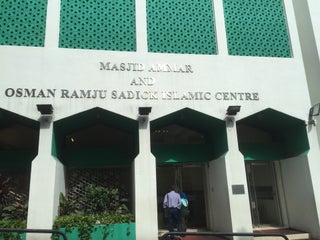 MASJID AMMAR
AND
OSMAN RAMJU SADICK ISLAMIC CENTRE